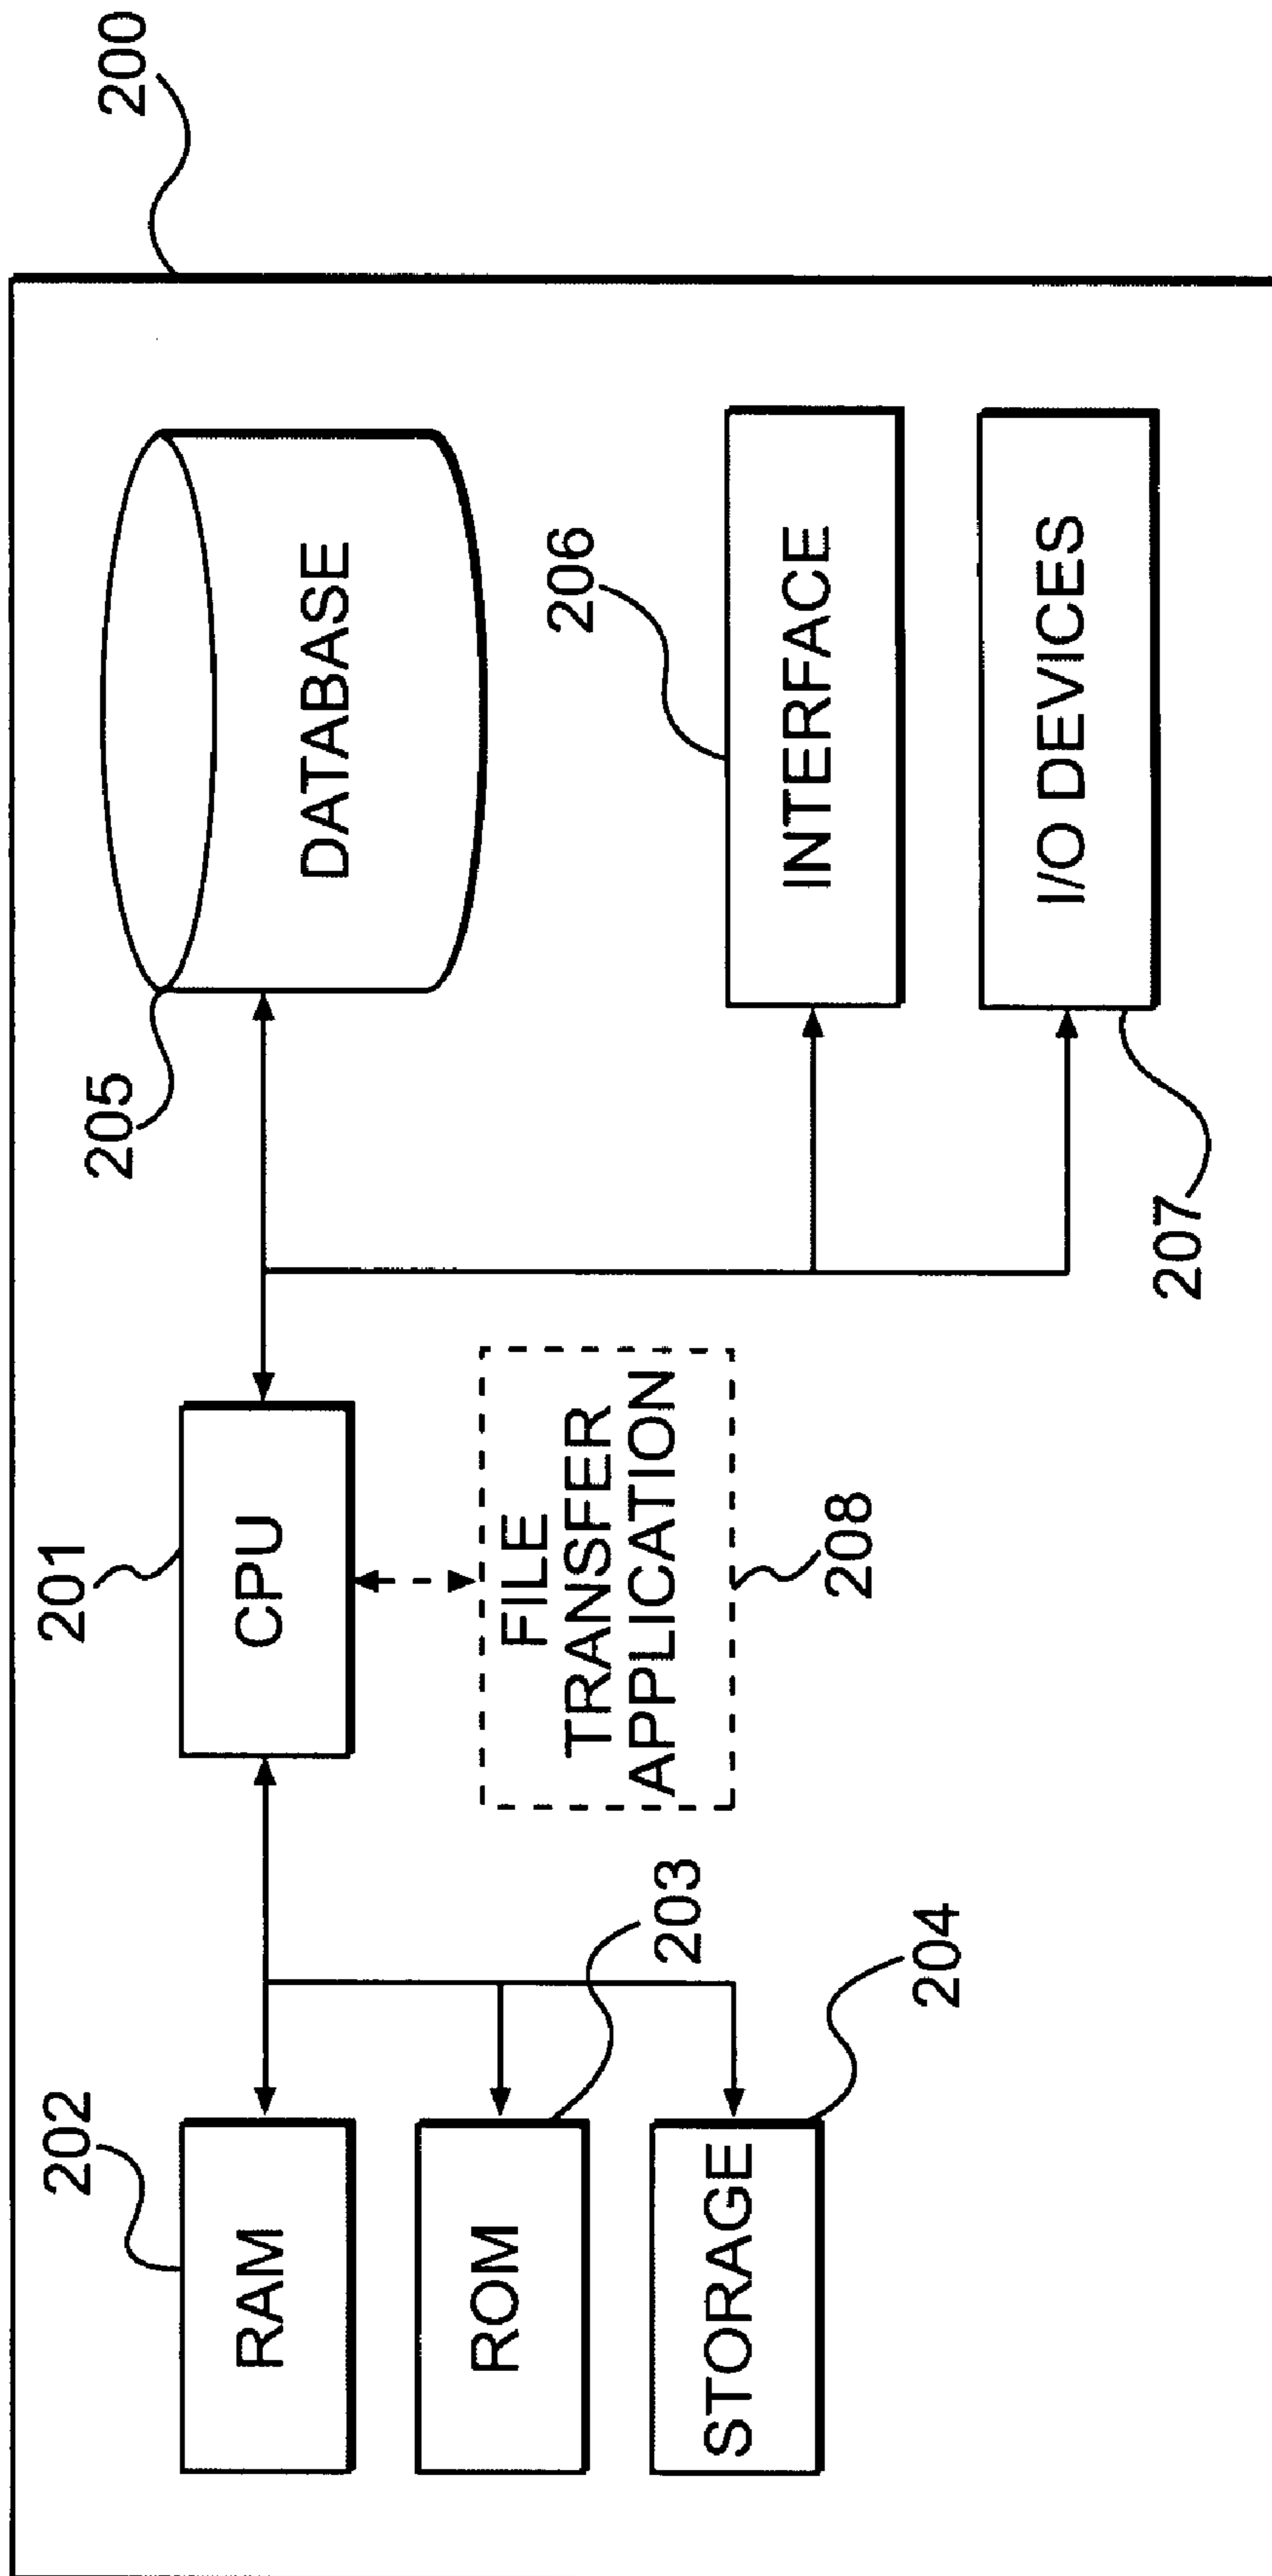 200
202
RAM
201
CPU
205
DATABASE
ROM
203
FILE
TRANSFER
APPLICATION
206
INTERFACE
STORAGE
204
208
207
I/O DEVICES